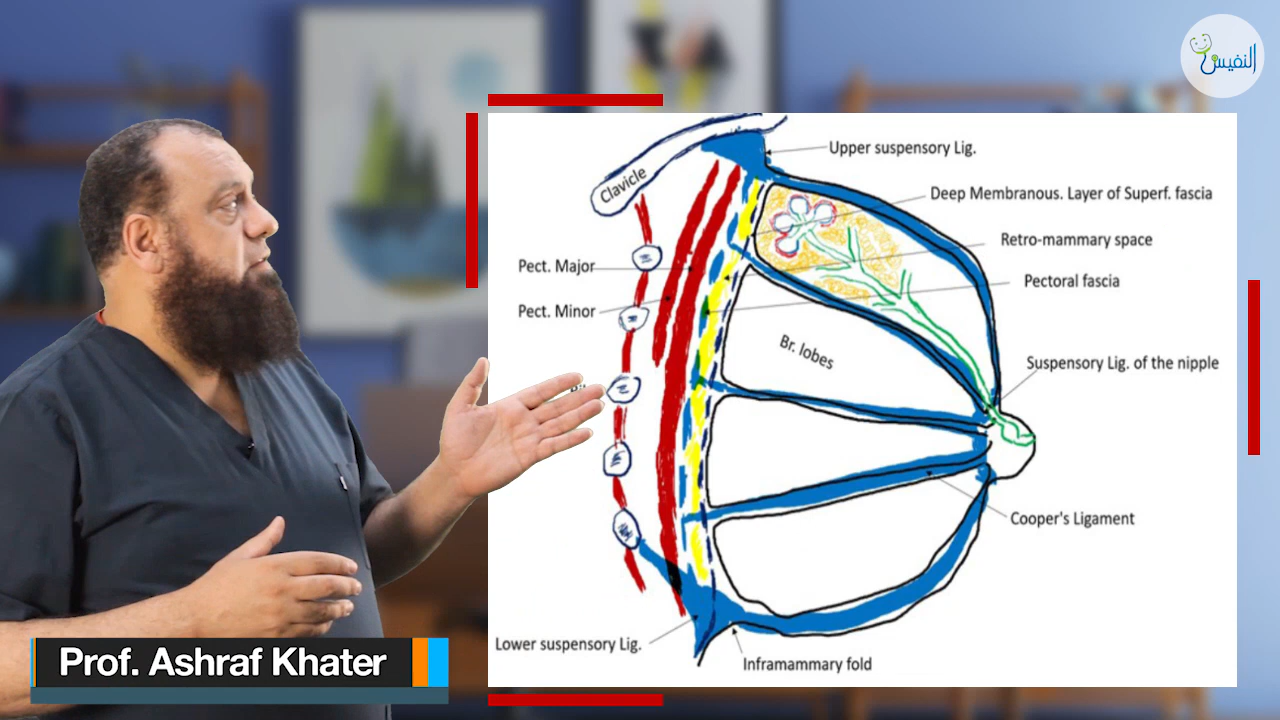 النفيس
Upper suspensory Lig.
Clavicle
Deep Membranous. Layer of Superf. fascia
Retro-mammary space
Pect. Major
Pectoral fascia
Pect. Minor
Br. lobes
Suspensory Lig. of the nipple
Cooper's Ligament
Lower suspensory Lig.
Inframammary fold
Prof. Ashraf Khater